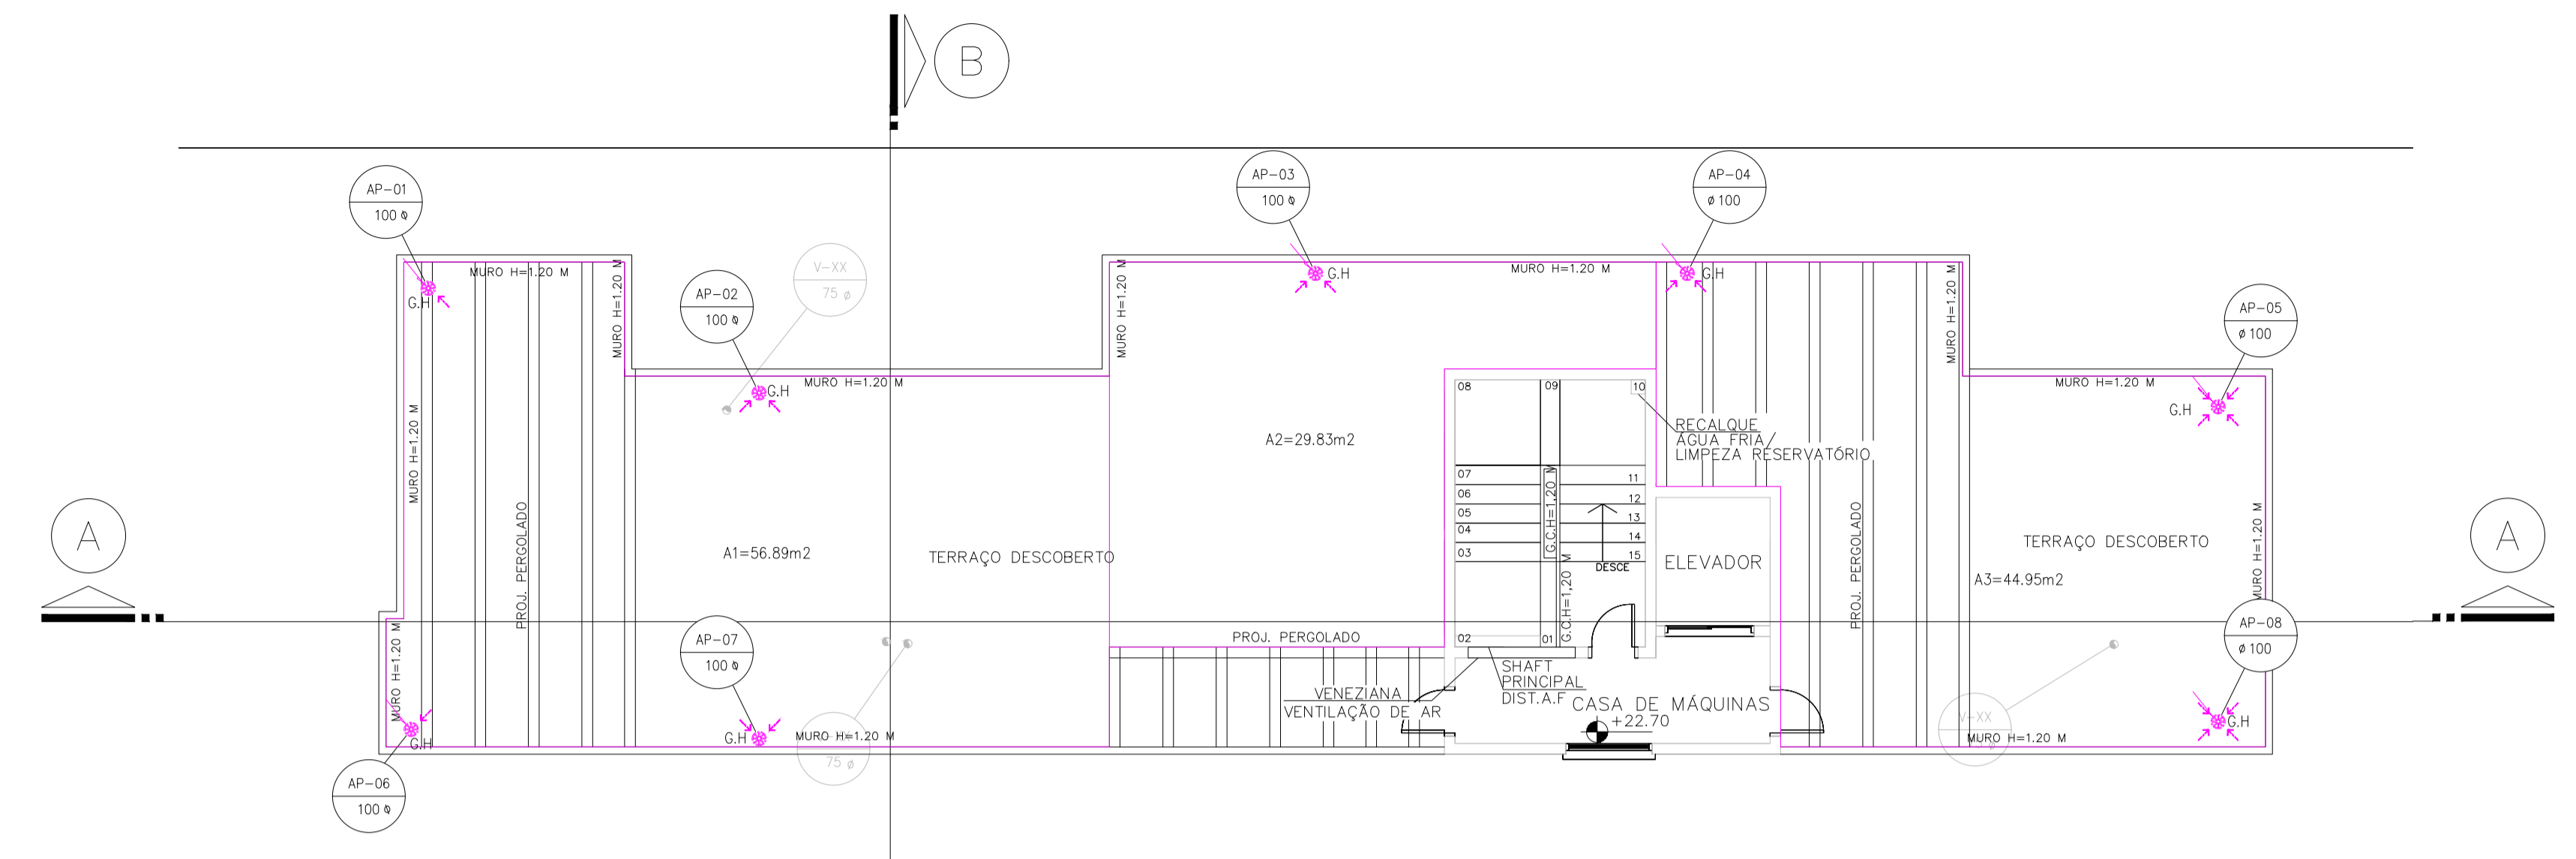 B
AP-01
100 ø
AP-02
100 ø
V-XX
75 ø
AP-03
100 ø
AP-04
ø 100
AP-05
ø 100
G.H
MURO H=1.20 M
MURO H=1.20 M
MURO H=1.20 M
G.H
MURO H=1.20 M
MURO H=1.20 M
G.H
MURO H=1.20 M
G.H
MURO H=1.20 M
MURO H=1.20 M
G.H
A2=29.83m2
08
09
10
RECALQUE
ÁGUA FRIA/
LIMPEZA RESERVATÓRIO
07
06
05
04
03
02
01
11
12
13
14
15
DESCE
G.C.H=1,20 M
G.C.H=1,20 M
ELEVADOR
A
A1=56.89m2
TERRAÇO DESCOBERTO
PROJ. PERGOLADO
PROJ. PERGOLADO
PROJ. PERGOLADO
TERRAÇO DESCOBERTO
A3=44.95m2
MURO H=1.20 M
A
MURO H=1.20 M
AP-07
100 ø
G.H
MURO H=1.20 M
75 ø
G.H
AP-06
100 ø
VENEZIANA
VENTILAÇÃO DE AR
SHAFT
PRINCIPAL
DIST.A.F
CASA DE MÁQUINAS
+22.70
V-XX
MURO H=1.20 M
AP-08
ø 100
G.H